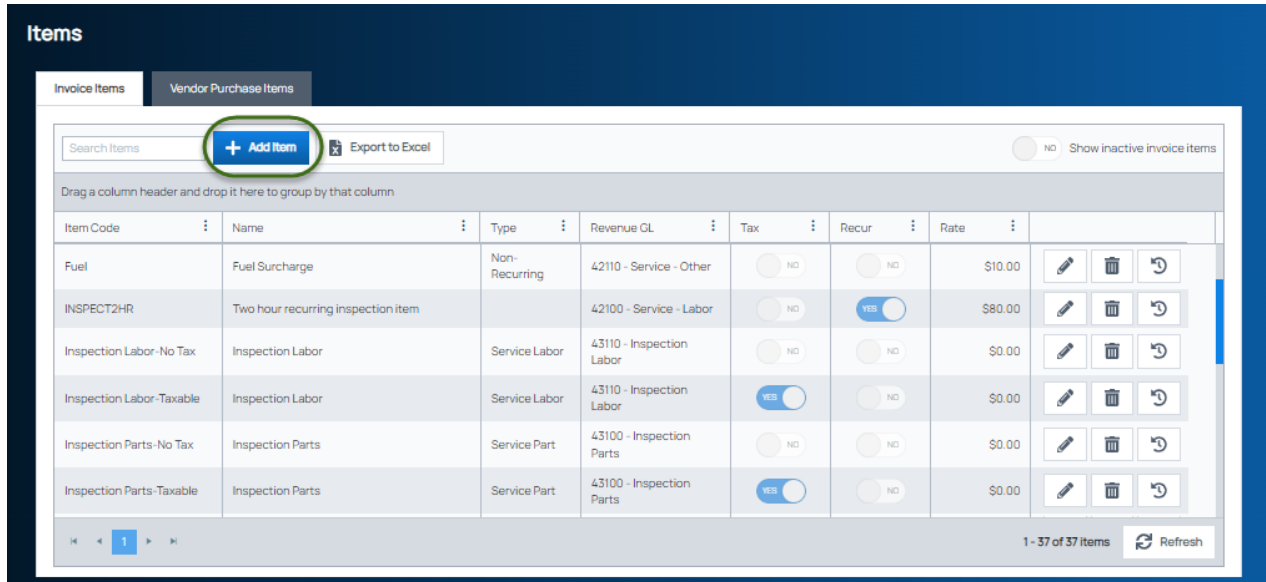 Items
Invoice Items Vendor Purchase Items
Search Items + Add Item Export to Excel NO Show inactive invoice items
Drag a column header and drop it here to group by that column
Item Code Name Type Revenue GL Tax Recur Rate
Fuel Fuel Surcharge Non-Recurring 42110 - Service - Other NO NO $10.00
INSPECT2HR Two hour recurring inspection item 42100 - Service - Labor NO YES $80.00
Inspection Labor-No Tax Inspection Labor Service Labor 43110 - Inspection Labor NO NO $0.00
Inspection Labor-Taxable Inspection Labor Service Labor 43110 - Inspection Labor YES NO $0.00
Inspection Parts-No Tax Inspection Parts Service Part 43100 - Inspection Parts NO NO $0.00
Inspection Parts-Taxable Inspection Parts Service Part 43100 - Inspection Parts YES NO $0.00
1 1 - 37 of 37 items Refresh